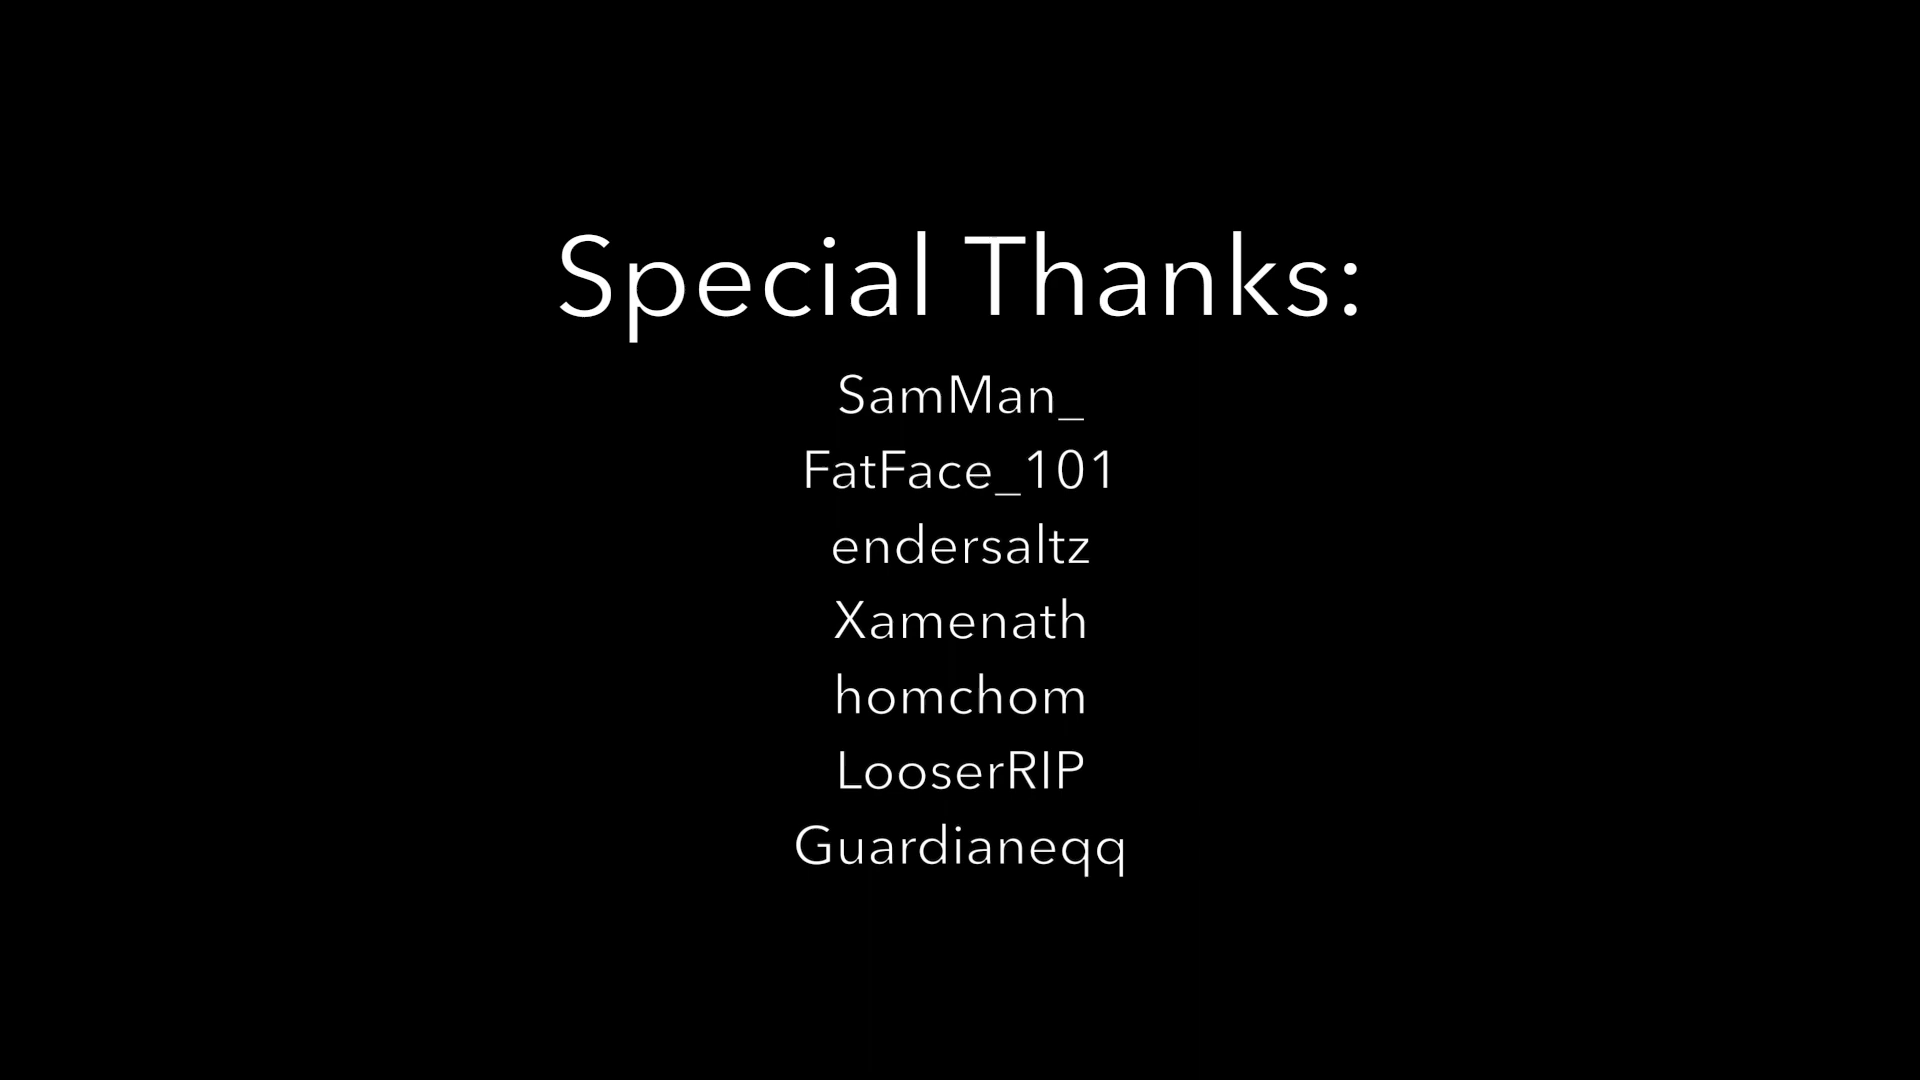 Special Thanks:
SamMan_
FatFace_101
endersaltz
Xamenath
homchom
LooserRIP
Guardianeqq